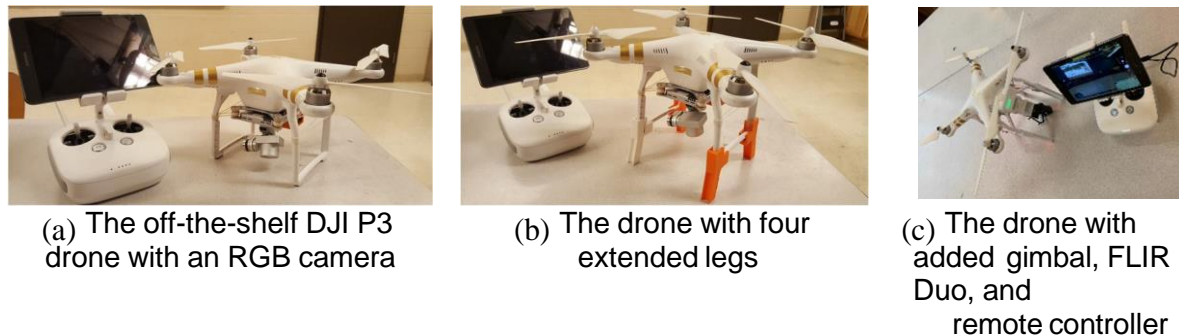 (a) The off-the-shelf DJI P3
drone with an RGB camera
(b) The drone with four
extended legs
(c) The drone with
added gimbal, FLIR
Duo, and
remote controller